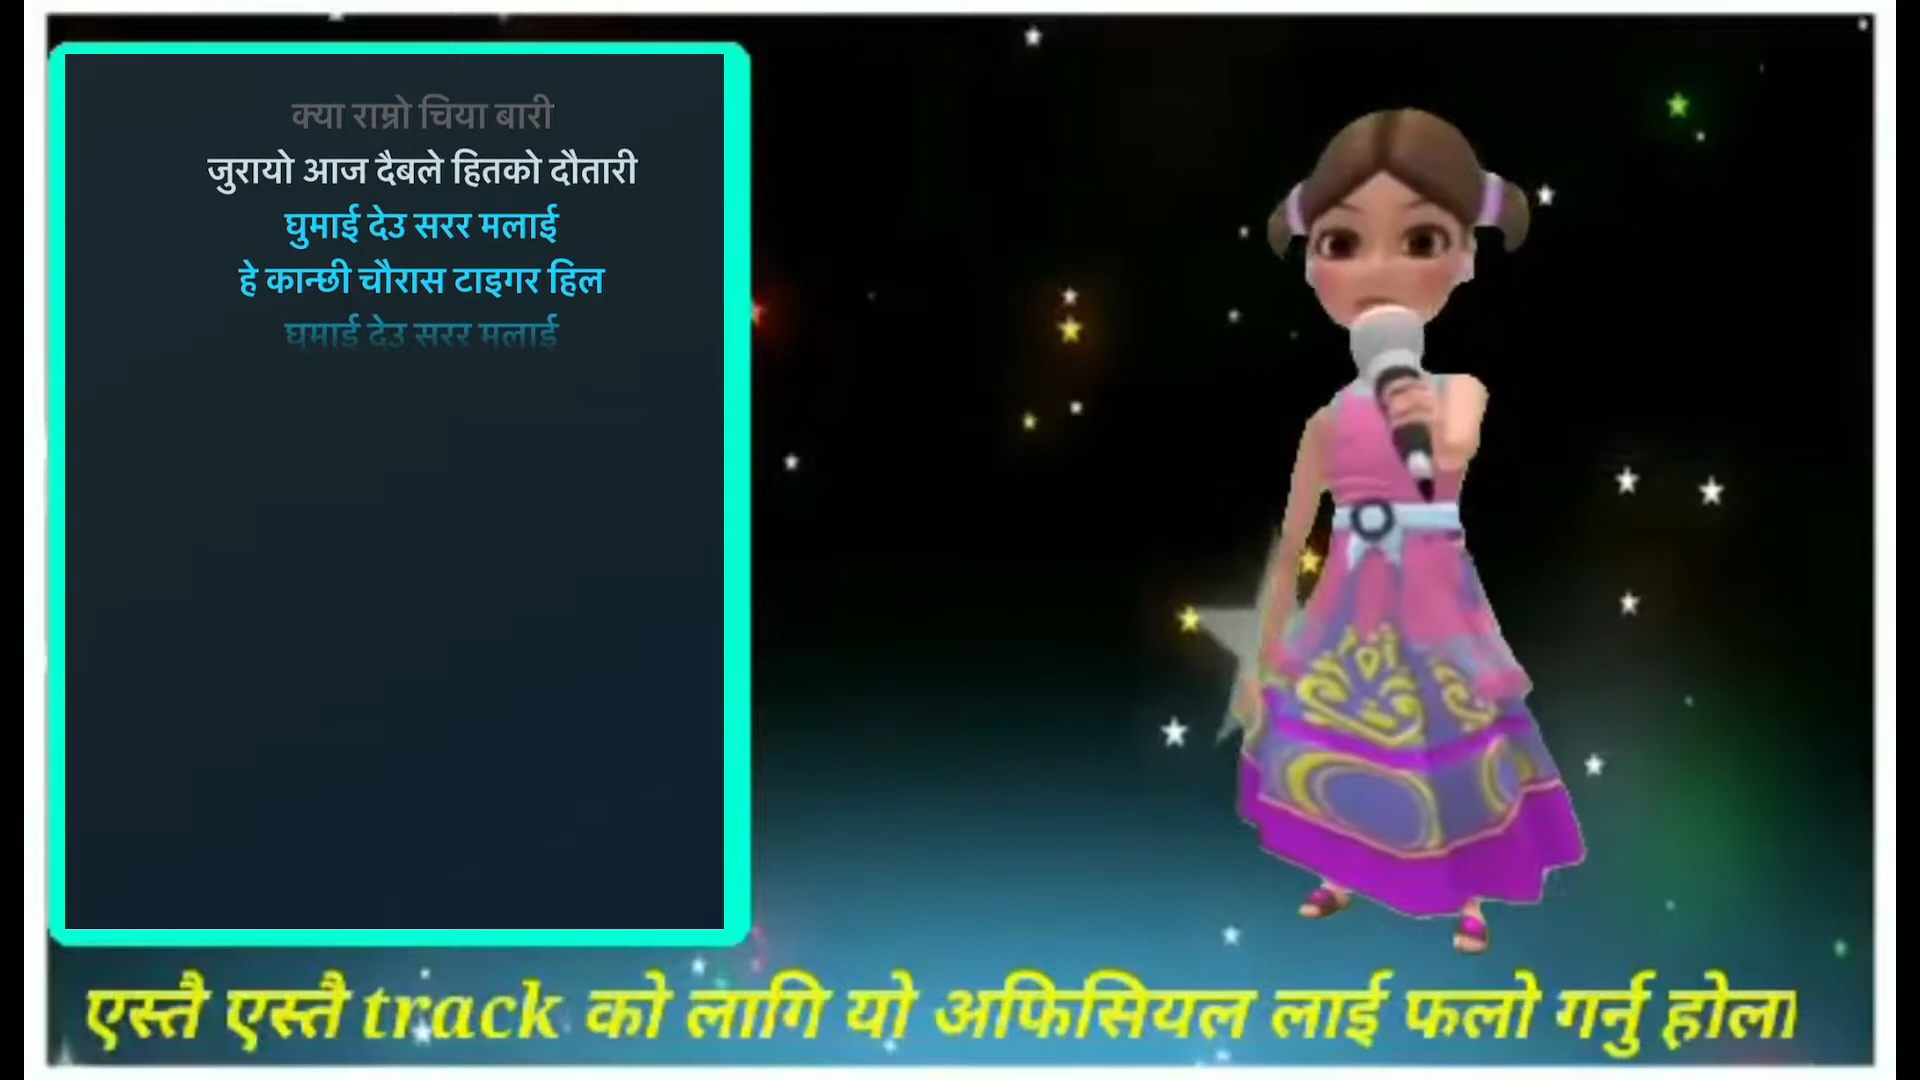 क्या राम्रो चिया बारी
जुरायो आज दैबले हितको दौतारी
घुमाई देउ सरर मलाई
हे कान्छी चौरास टाइगर हिल
घुमाई देउ सरर मलाई
एस्तै एस्तै track को लागि यो अफिसियल लाई फलो गर्नु होला